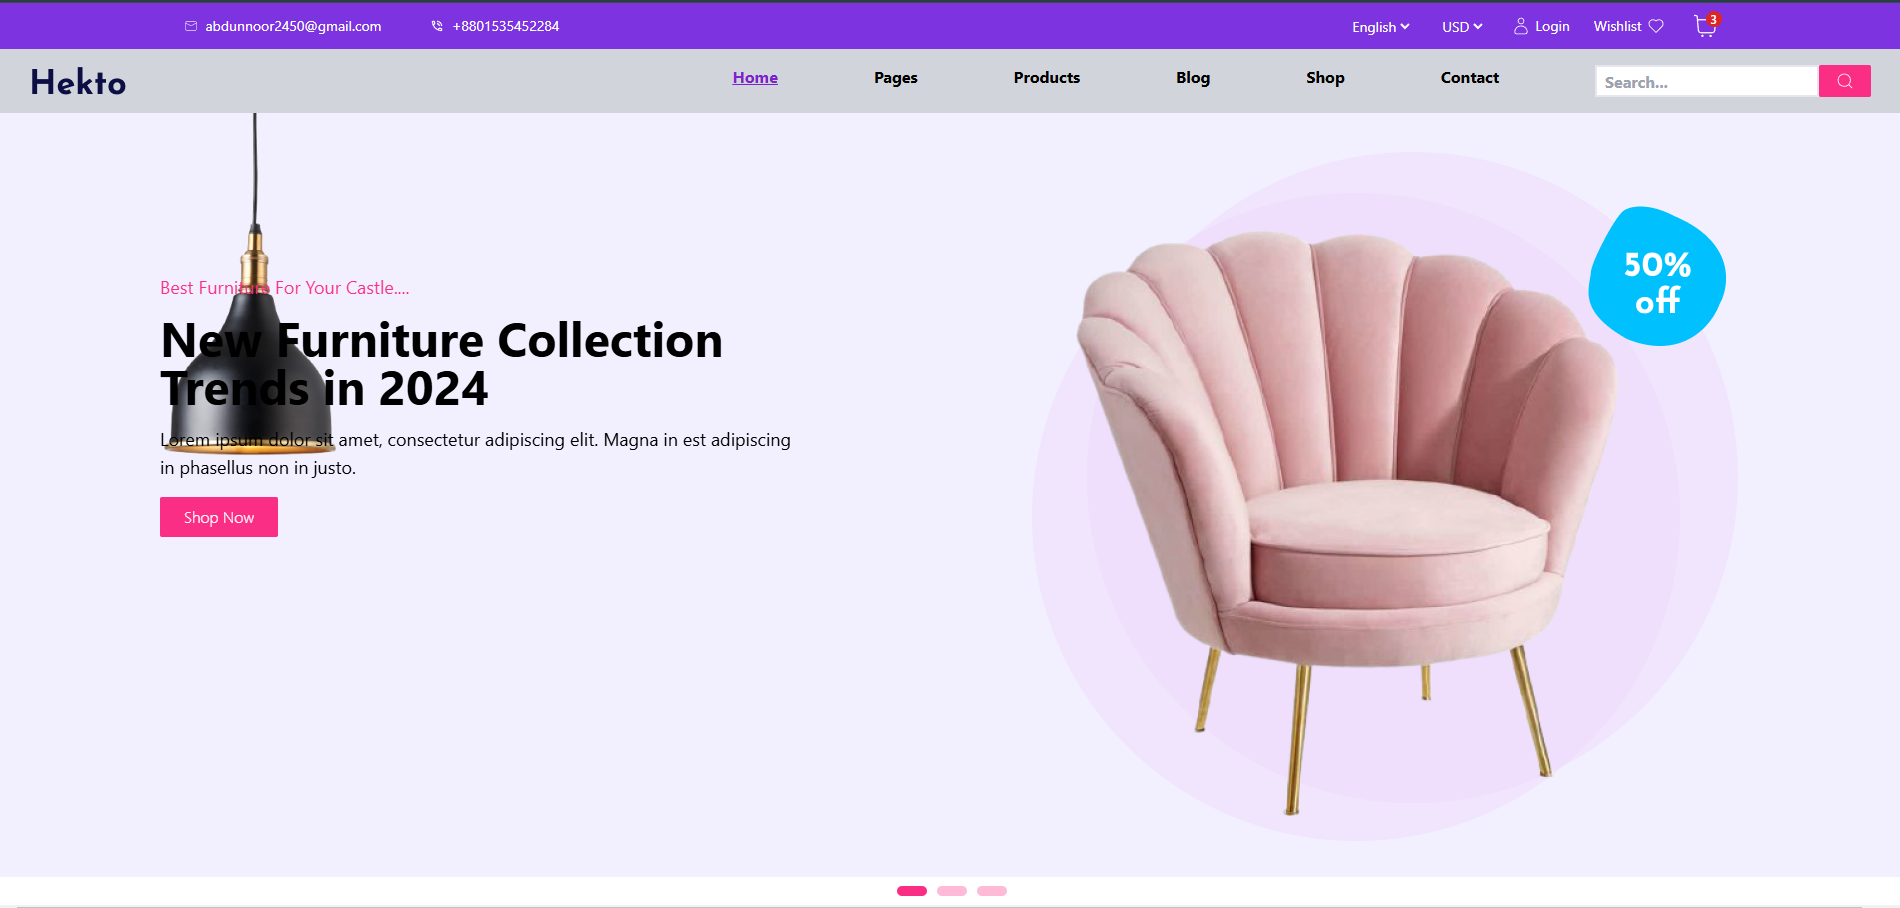 abdunnoor2450@gmail.com
+8801535452284
English
USD
Login
Wishlist
3
Hekto
Home
Pages
Products
Blog
Shop
Contact
Search...
Best Furniture For Your Castle....
New Furniture Collection
Trends in 2024
Lorem ipsum dolor sit amet, consectetur adipiscing elit. Magna in est adipiscing
in phasellus non in justo.
Shop Now
50%
off